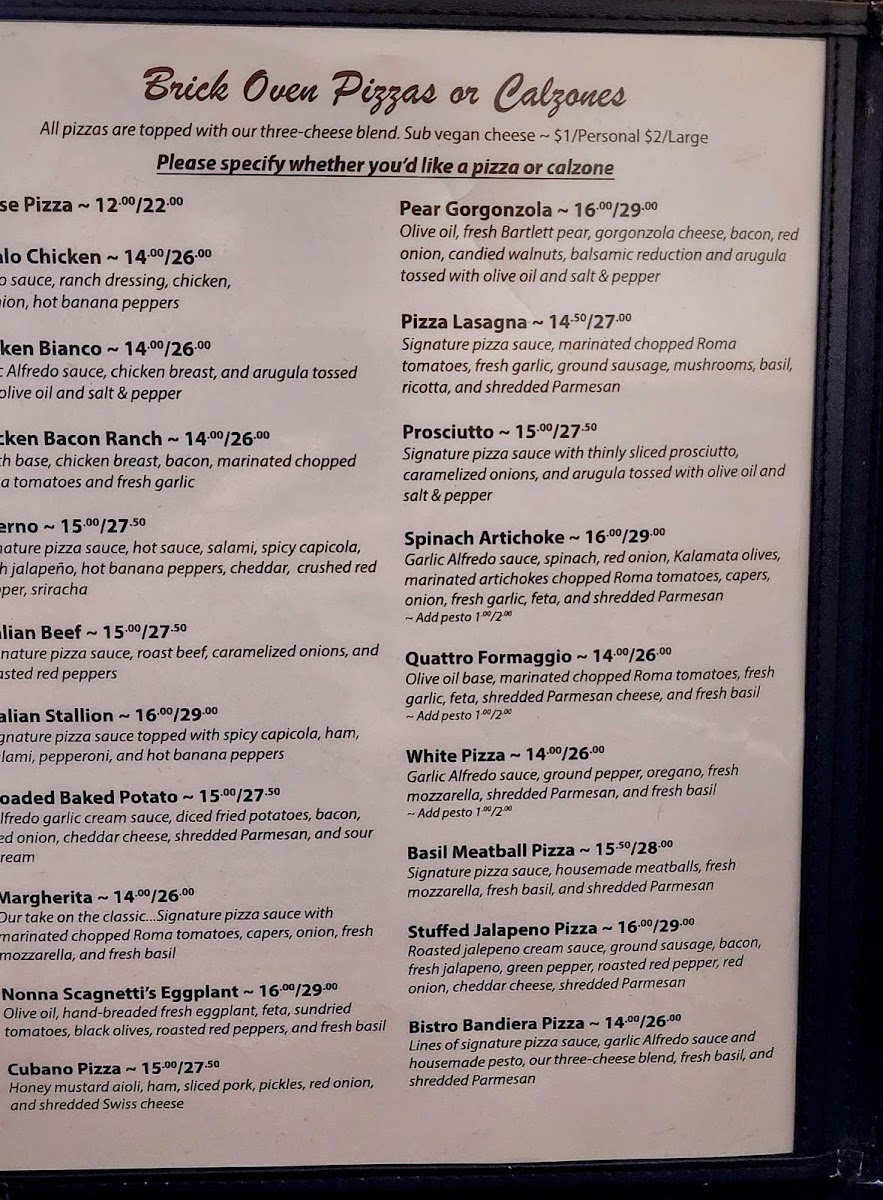 Brick Oven Pizzas or Calzones
All pizzas are topped with our three-cheese blend. Sub vegan cheese ~ $1/Personal $2/Large
Please specify whether you'd like a pizza or calzone
se Pizza ~ 12.00/22.00
alo Chicken ~ 14.00/26.00
o sauce, ranch dressing, chicken,
nion, hot banana peppers
ken Bianco ~ 14.00/26.00
c Alfredo sauce, chicken breast, and arugula tossed
olive oil and salt & pepper
cken Bacon Ranch ~ 14.00/26.00
ch base, chicken breast, bacon, marinated chopped
a tomatoes and fresh garlic
erno ~ 15.00/27.50
nature pizza sauce, hot sauce, salami, spicy capicola,
h jalapeño, hot banana peppers, cheddar, crushed red
pper, sriracha
alian Beef ~ 15.00/27.50
nature pizza sauce, roast beef, caramelized onions, and
asted red peppers
alian Stallion ~ 16.00/29.00
gnature pizza sauce topped with spicy capicola, ham,
lami, pepperoni, and hot banana peppers
oaded Baked Potato ~ 15.00/27.50
lfredo garlic cream sauce, diced fried potatoes, bacon,
ed onion, cheddar cheese, shredded Parmesan, and sour
ream
Margherita ~ 14.00/26.00
Our take on the classic...Signature pizza sauce with
marinated chopped Roma tomatoes, capers, onion, fresh
mozzarella, and fresh basil
Nonna Scagnetti's Eggplant ~ 16.00/29.00
Olive oil, hand-breaded fresh eggplant, feta, sundried
tomatoes, black olives, roasted red peppers, and fresh basil
Cubano Pizza ~ 15.00/27.50
Honey mustard aioli, ham, sliced pork, pickles, red onion,
and shredded Swiss cheese
Pear Gorgonzola ~ 16.00/29.00
Olive oil, fresh Bartlett pear, gorgonzola cheese, bacon, red
onion, candied walnuts, balsamic reduction and arugula
tossed with olive oil and salt & pepper
Pizza Lasagna ~ 14.50/27.00
Signature pizza sauce, marinated chopped Roma
tomatoes, fresh garlic, ground sausage, mushrooms, basil,
ricotta, and shredded Parmesan
Prosciutto ~ 15.00/27.50
Signature pizza sauce with thinly sliced prosciutto,
caramelized onions, and arugula tossed with olive oil and
salt & pepper
Spinach Artichoke ~ 16.00/29.00
Garlic Alfredo sauce, spinach, red onion, Kalamata olives,
marinated artichokes chopped Roma tomatoes, capers,
onion, fresh garlic, feta, and shredded Parmesan
~ Add pesto 1.00/2.00
Quattro Formaggio ~ 14.00/26.00
Olive oil base, marinated chopped Roma tomatoes, fresh
garlic, feta, shredded Parmesan cheese, and fresh basil
~ Add pesto 1.00/2.00
White Pizza ~ 14.00/26.00
Garlic Alfredo sauce, ground pepper, oregano, fresh
mozzarella, shredded Parmesan, and fresh basil
~ Add pesto 1.00/2.00
Basil Meatball Pizza ~ 15.50/28.00
Signature pizza sauce, housemade meatballs, fresh
mozzarella, fresh basil, and shredded Parmesan
Stuffed Jalapeno Pizza ~ 16.00/29.00
Roasted jalepeno cream sauce, ground sausage, bacon,
fresh jalapeno, green pepper, roasted red pepper, red
onion, cheddar cheese, shredded Parmesan
Bistro Bandiera Pizza ~ 14.00/26.00
Lines of signature pizza sauce, garlic Alfredo sauce and
housemade pesto, our three-cheese blend, fresh basil, and
shredded Parmesan